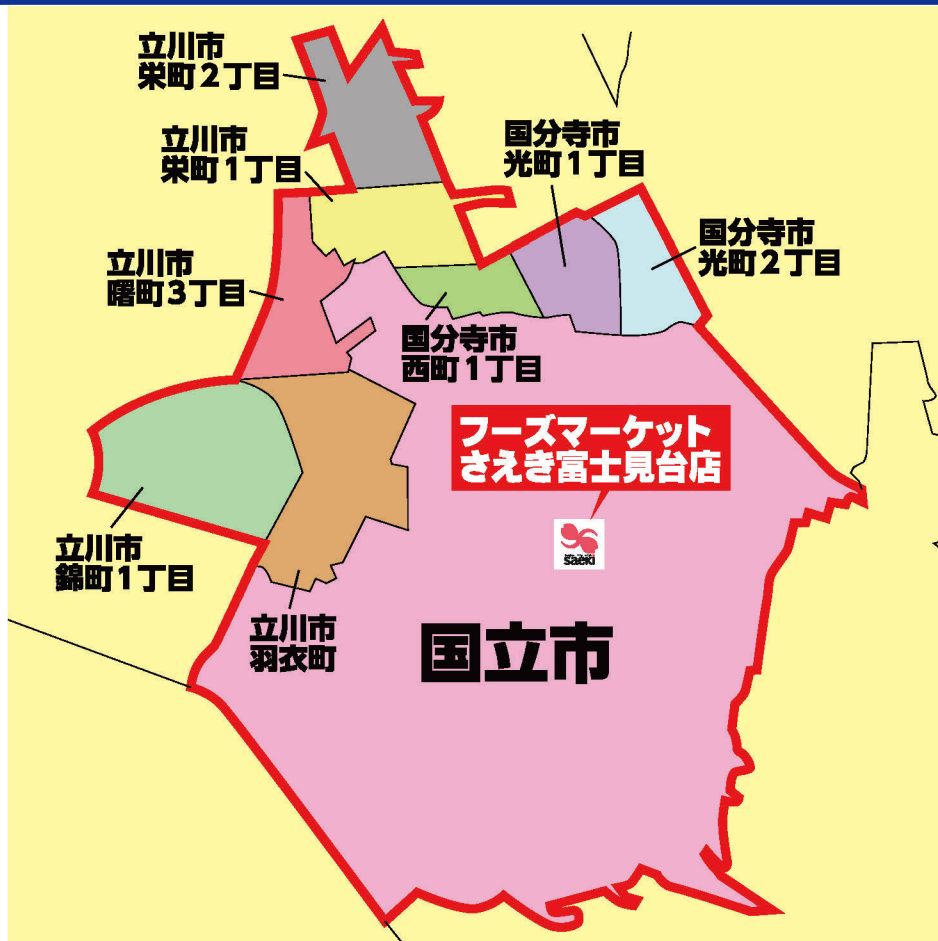 立川市
栄町2丁目
立川市
栄町1丁目
国分寺市
光町1丁目
国分寺市
光町2丁目
立川市
曙町3丁目
国分寺市
西町1丁目
フーズマーケット
さえき富士見台店
saeki
立川市
錦町1丁目
立川市
羽衣町
国立市